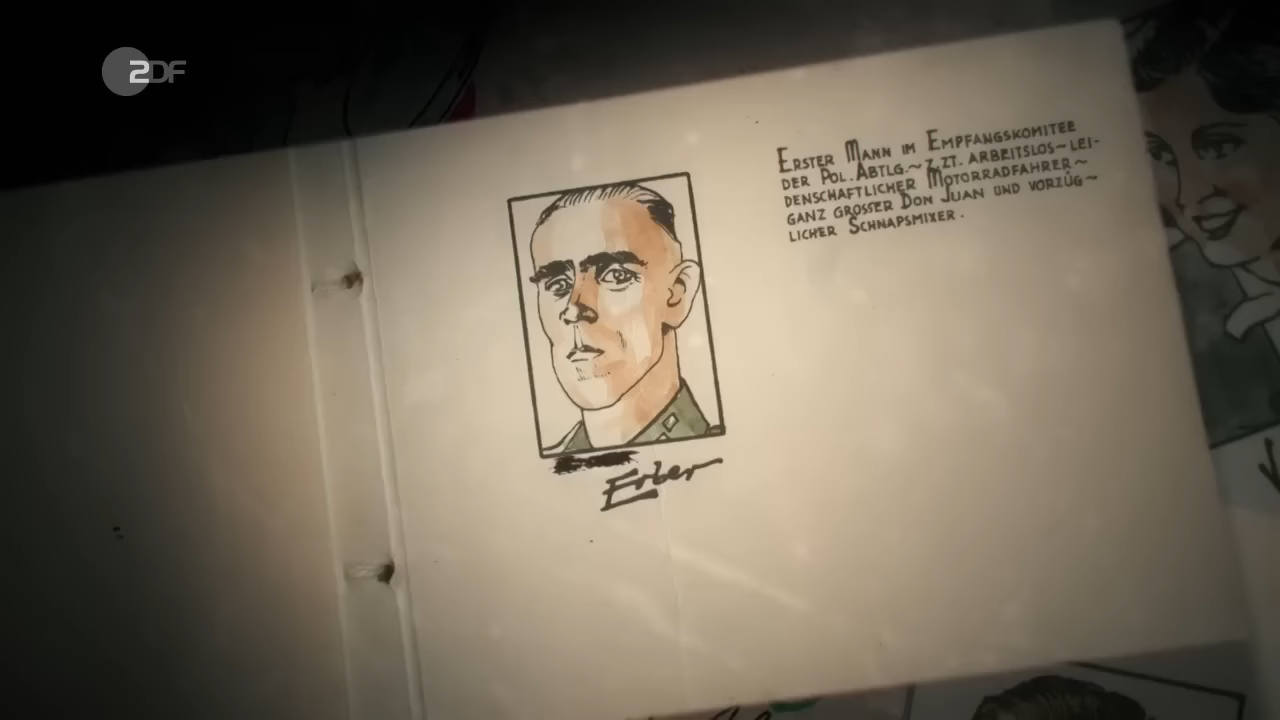 ZDF
Erster Mann im Empfangskomitee
der Pol. Abtlg. ~ z.Zt. arbeitslos ~ lei-
denschaftlicher Motorradfahrer ~
ganz grosser Don Juan und vorzüg~
licher Schnapsmixer.
Erber